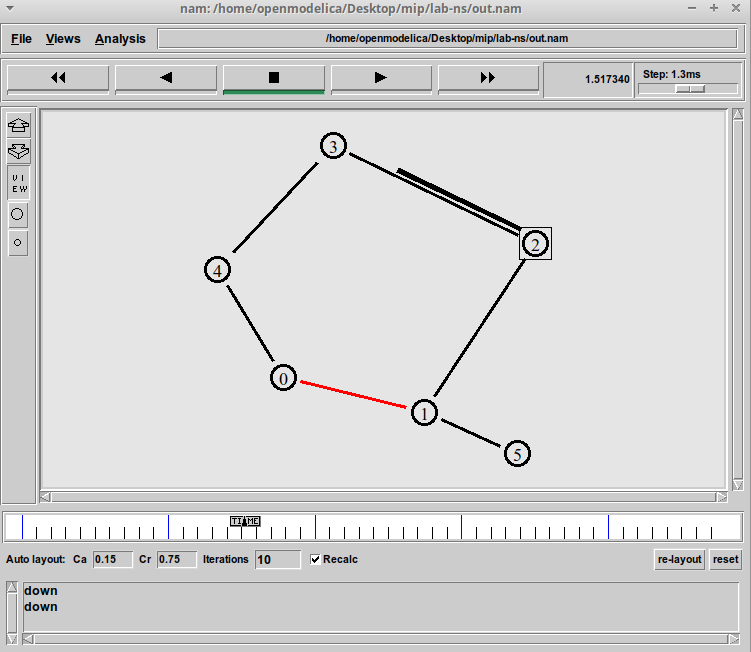 nam: /home/openmodelica/Desktop/mip/lab-ns/out.nam
File Views Analysis /home/openmodelica/Desktop/mip/lab-ns/out.nam
1.517340 Step: 1.3ms
VI
EW
3
2
4
0
1
5
TIME
Auto layout: Ca 0.15 Cr 0.75 Iterations 10 Recalc re-layout reset
down
down